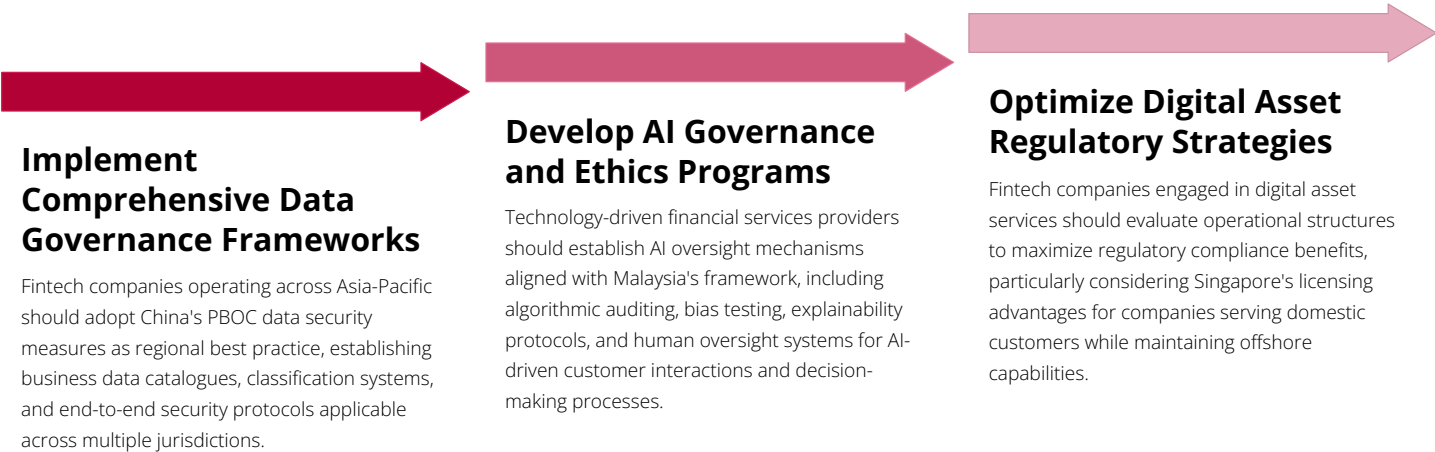 Implement
Comprehensive Data
Governance Frameworks
Fintech companies operating across Asia-Pacific
should adopt China's PBOC data security
measures as regional best practice, establishing
business data catalogues, classification systems,
and end-to-end security protocols applicable
across multiple jurisdictions.
Develop AI Governance
and Ethics Programs
Technology-driven financial services providers
should establish AI oversight mechanisms
aligned with Malaysia's framework, including
algorithmic auditing, bias testing, explainability
protocols, and human oversight systems for AI-
driven customer interactions and decision-
making processes.
Optimize Digital Asset
Regulatory Strategies
Fintech companies engaged in digital asset
services should evaluate operational structures
to maximize regulatory compliance benefits,
particularly considering Singapore's licensing
advantages for companies serving domestic
customers while maintaining offshore
capabilities.